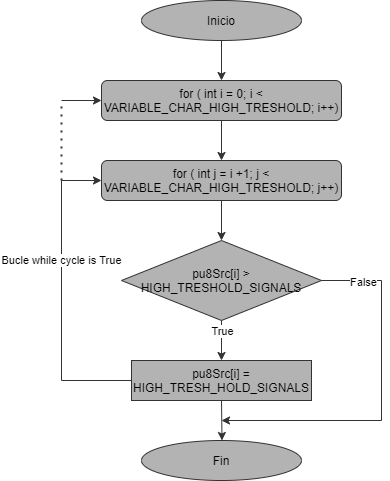 Inicio
for ( int i = 0; i <
VARIABLE_CHAR_HIGH_TRESHOLD; i++)
for ( int j = i +1; j <
VARIABLE_CHAR_HIGH_TRESHOLD; j++)
Bucle while cycle is True
pu8Src[i] >
HIGH_TRESHOLD_SIGNALS
False
True
pu8Src[i] =
HIGH_TRESH_HOLD_SIGNALS
Fin